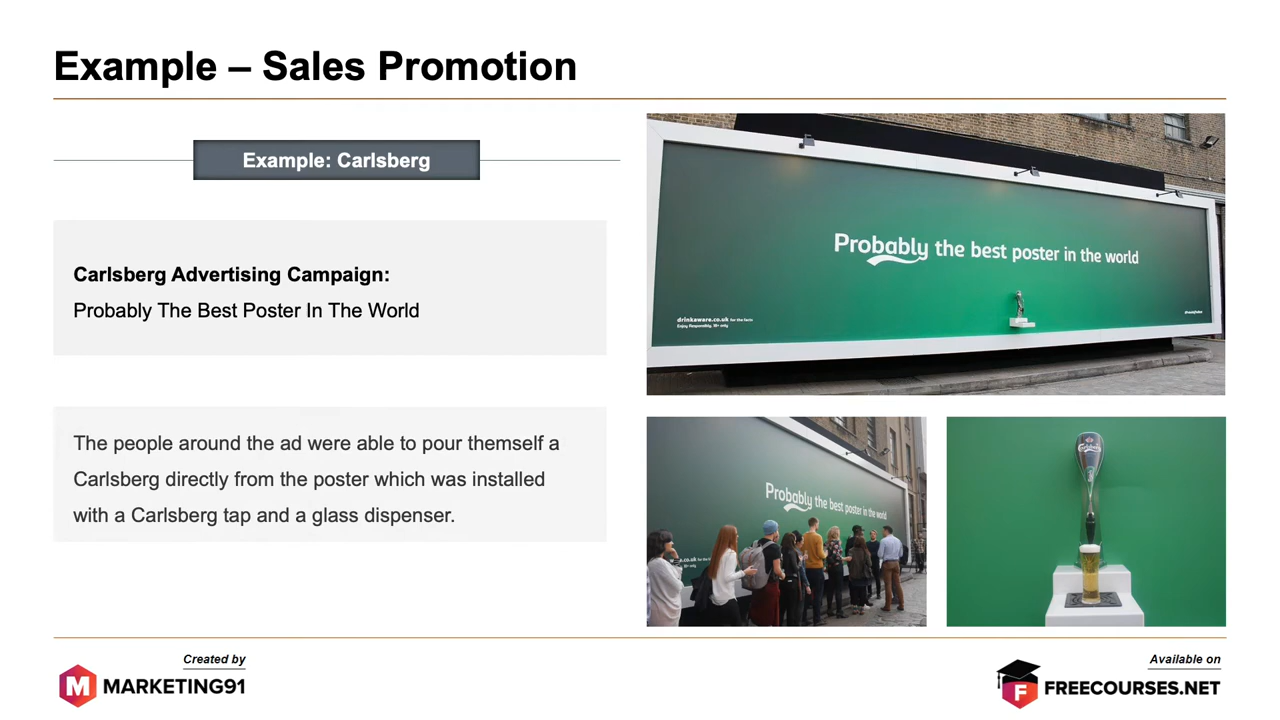 Example – Sales Promotion
Example: Carlsberg
Carlsberg Advertising Campaign:
Probably The Best Poster In The World
The people around the ad were able to pour themself a
Carlsberg directly from the poster which was installed
with a Carlsberg tap and a glass dispenser.
Probably the best poster in the world
drinkaware.co.uk for the facts
Enjoy Responsibly. 18+ only
Probably the best poster in the world
Carlsberg
Created by
M MARKETING91
Available on
F FREECOURSES.NET